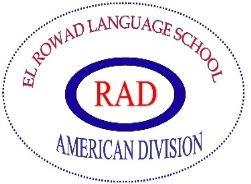 EL ROWAD LANGUAGE SCHOOL
RAD
AMERICAN DIVISION